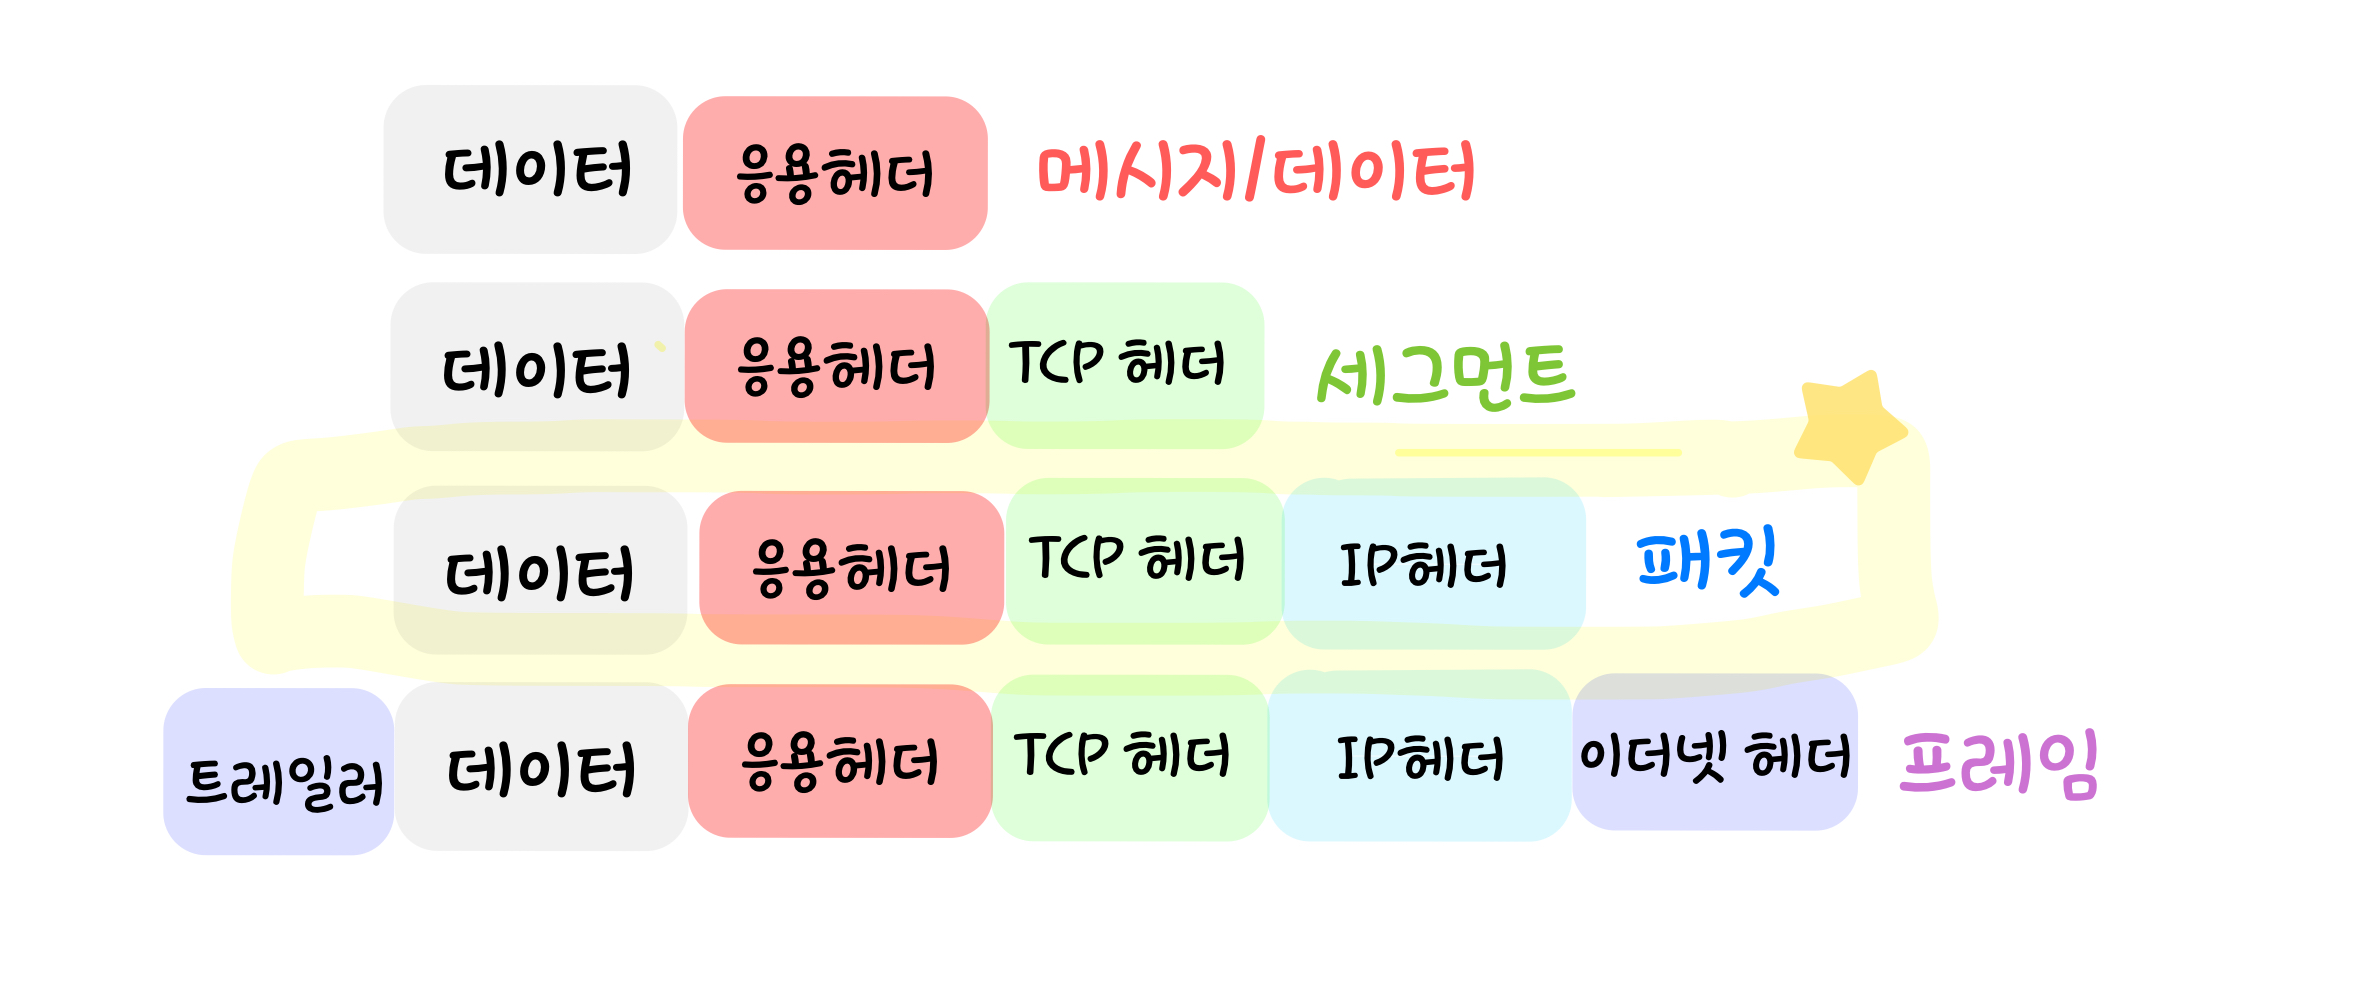 데이터 응용헤더 메시지/데이터
데이터 응용헤더 TCP 헤더 세그먼트
데이터 응용헤더 TCP 헤더 IP헤더 패킷
트레일러 데이터 응용헤더 TCP 헤더 IP헤더 이더넷 헤더 프레임